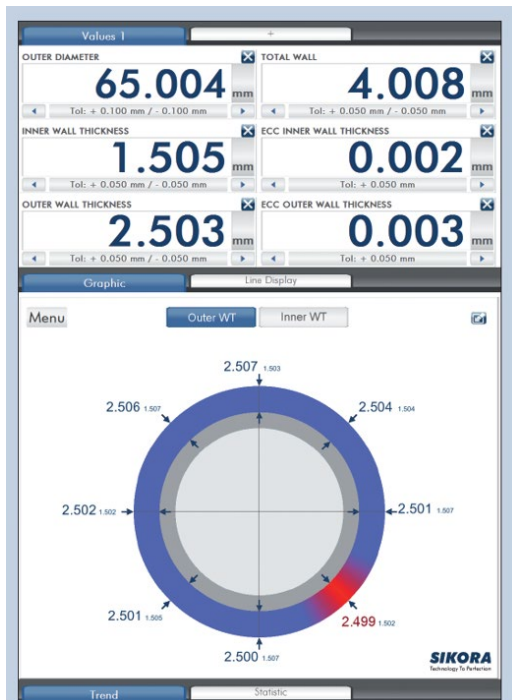 Values 1 +
OUTER DIAMETER TOTAL WALL
65.004 mm 4.008 mm
Tol: + 0.100 mm / - 0.100 mm Tol: + 0.050 mm / - 0.050 mm
INNER WALL THICKNESS ECC INNER WALL THICKNESS
1.505 mm 0.002 mm
Tol: + 0.050 mm / - 0.050 mm Tol: + 0.050 mm
OUTER WALL THICKNESS ECC OUTER WALL THICKNESS
2.503 mm 0.003 mm
Tol: + 0.050 mm / - 0.050 mm Tol: + 0.050 mm
Graphic Line Display
Menu Outer WT Inner WT
2.507 1.503
2.506 1.507 2.504 1.504
2.502 1.502 2.501 1.507
2.501 1.505 2.499 1.502
2.500 1.507
SIKORA
Technology To Perfection
Trend Statistic